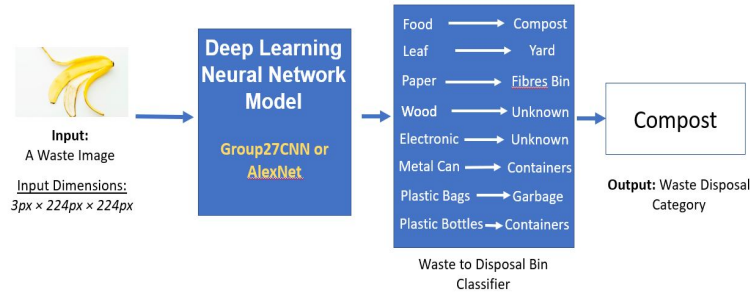 Input:
A Waste Image
Input Dimensions:
3px × 224px × 224px
Deep Learning
Neural Network
Model
Group27CNN or
AlexNet
Food Compost
Leaf Yard
Paper Fibres Bin
Wood Unknown
Electronic Unknown
Metal Can Containers
Plastic Bags Garbage
Plastic Bottles Containers
Waste to Disposal Bin
Classifier
Compost
Output: Waste Disposal
Category